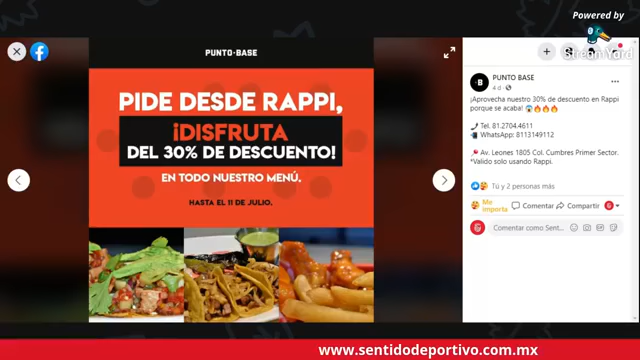 Powered by
StreamYard
PUNTO·BASE
PIDE DESDE RAPPI,
¡DISFRUTA
DEL 30% DE DESCUENTO!
EN TODO NUESTRO MENÚ.
HASTA EL 11 DE JULIO.
PUNTO BASE
4 d
¡Aprovecha nuestro 30% de descuento en Rappi
porque se acaba!
Tel. 81.2704.4611
WhatsApp: 8113149112
Av. Leones 1805 Col. Cumbres Primer Sector.
*Valido solo usando Rappi.
Tú y 2 personas más
Me importa
Comentar
Compartir
Comentar como Sent...
www.sentidodeportivo.com.mx